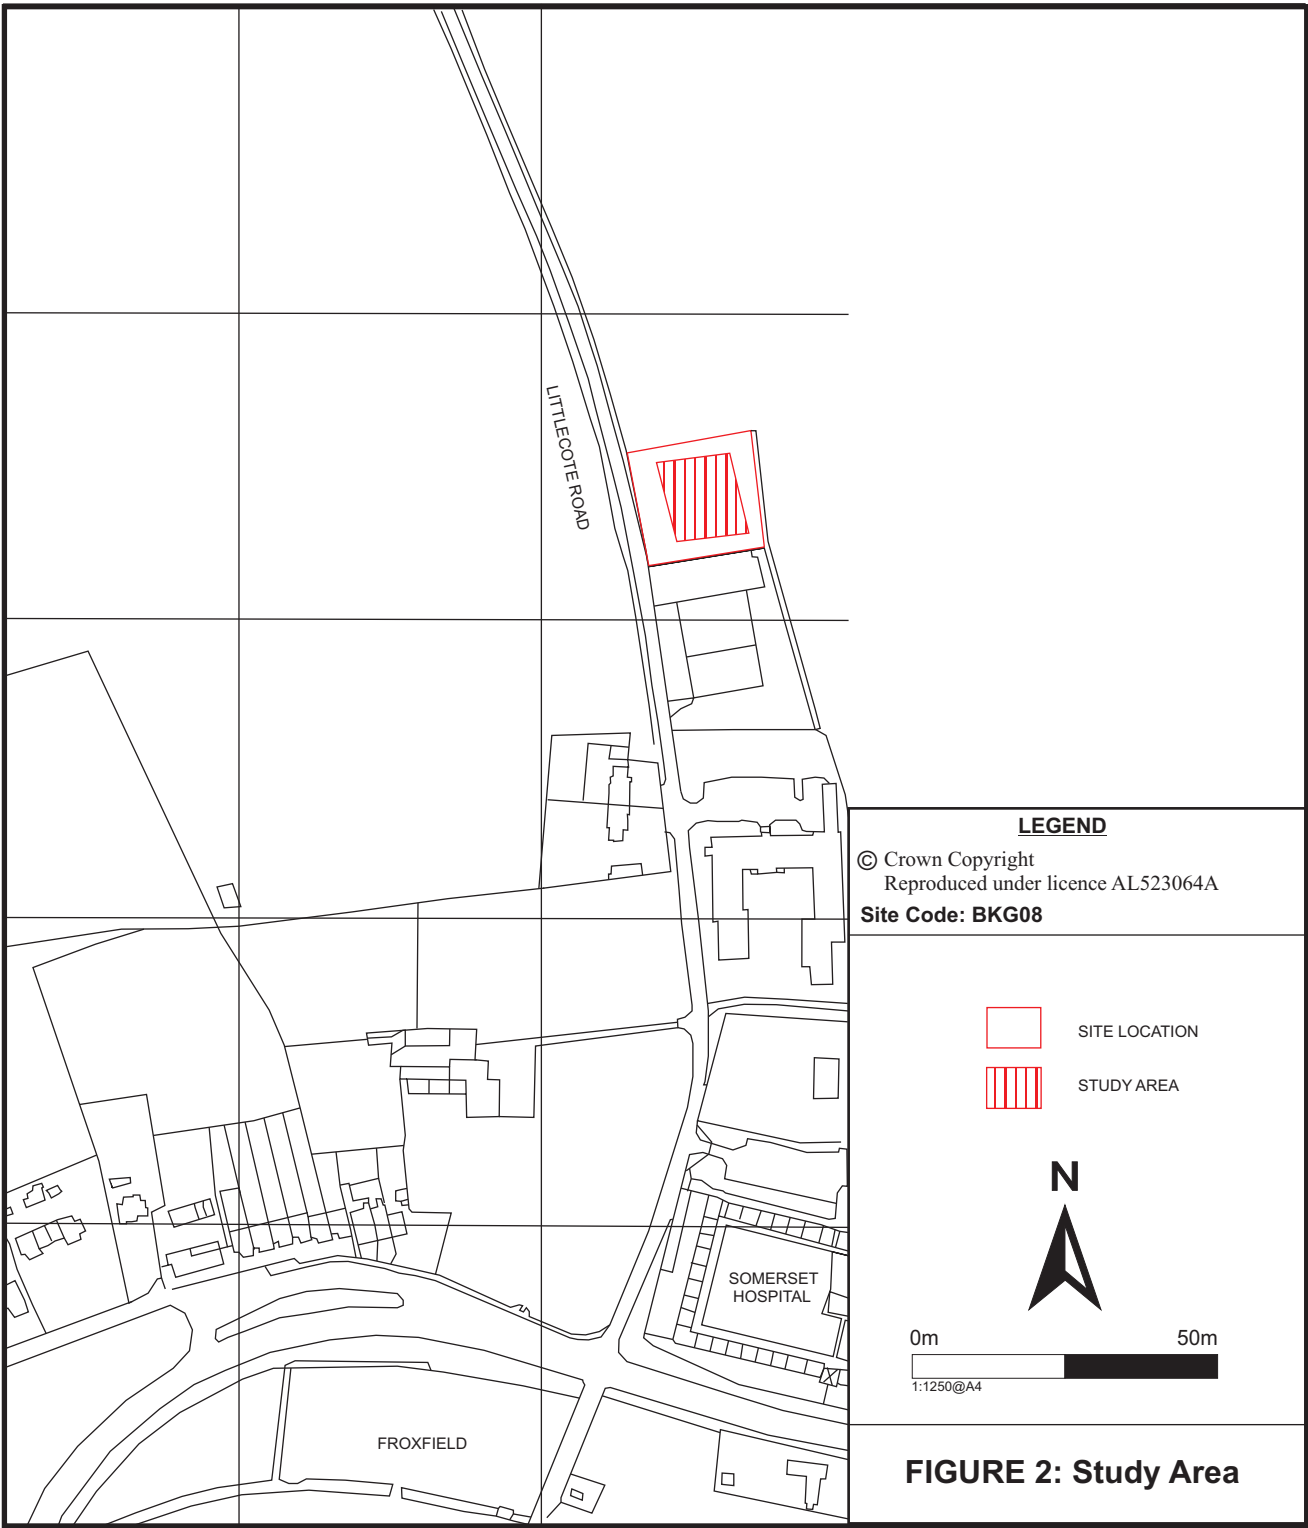 LITTLECOTE ROAD
SOMERSET
HOSPITAL
FROXFIELD
LEGEND
© Crown Copyright
Reproduced under licence AL523064A
Site Code: BKG08
SITE LOCATION
STUDY AREA
N
0m 50m
1:1250@A4
FIGURE 2: Study Area